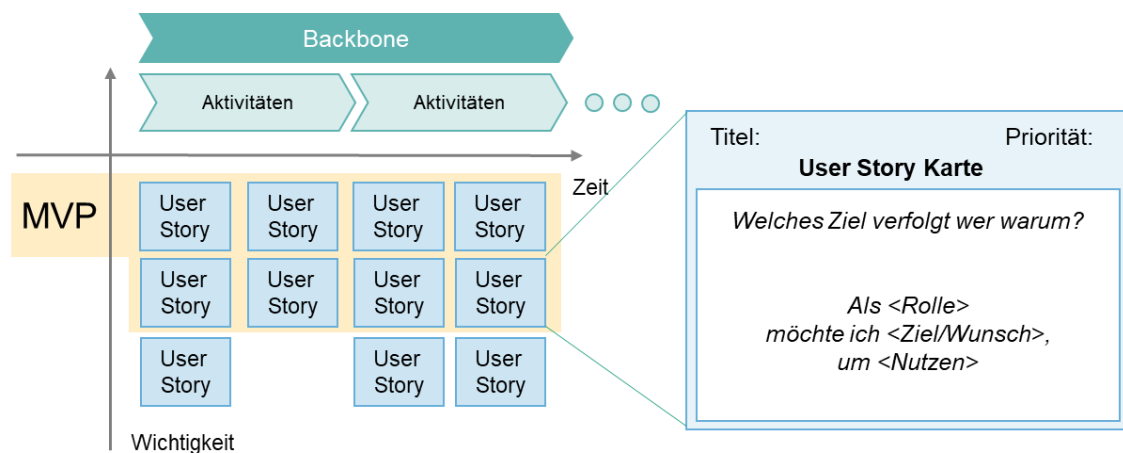 Backbone
Aktivitäten
Aktivitäten
Zeit
MVP
User
Story
User
Story
User
Story
User
Story
User
Story
User
Story
User
Story
User
Story
User
Story
User
Story
User
Story
Wichtigkeit
Titel:
Priorität:
User Story Karte
Welches Ziel verfolgt wer warum?
Als <Rolle>
möchte ich <Ziel/Wunsch>,
um <Nutzen>